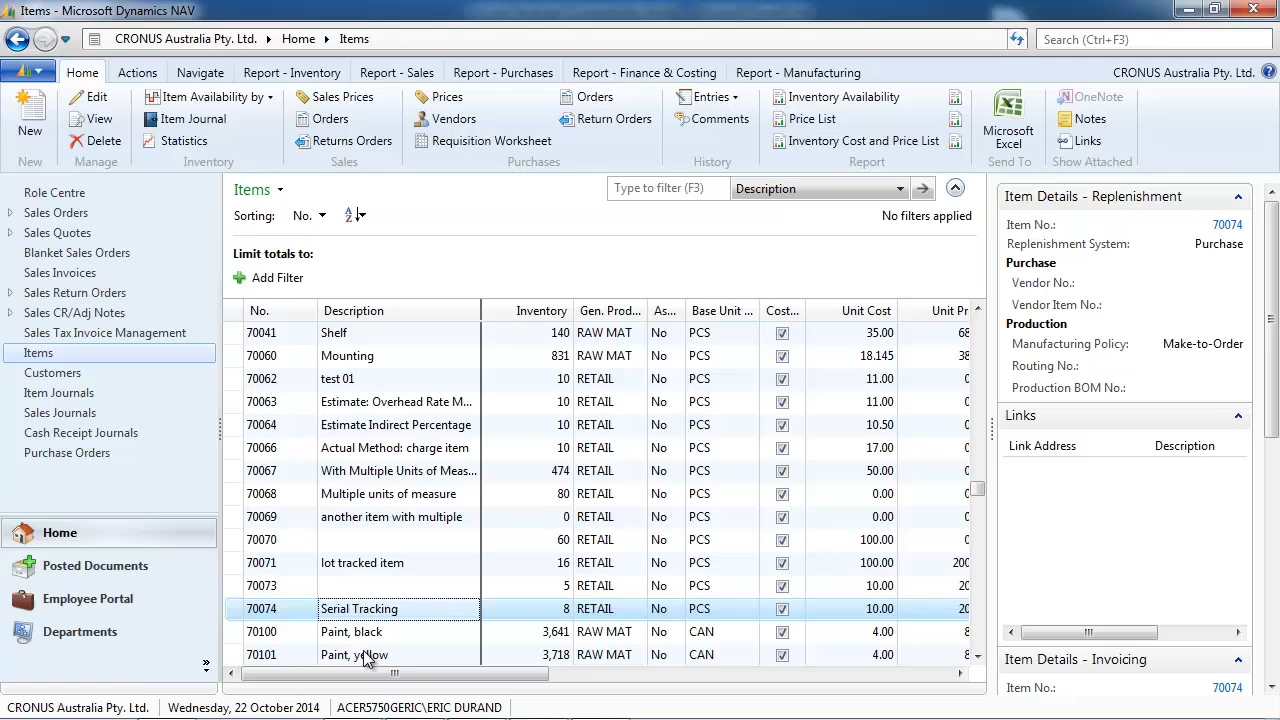 Items - Microsoft Dynamics NAV
CRONUS Australia Pty. Ltd. Home Items
Search (Ctrl+F3)
Home Actions Navigate Report - Inventory Report - Sales Report - Purchases Report - Finance & Costing Report - Manufacturing CRONUS Australia Pty. Ltd.
New
Edit
View
Delete
Item Availability by
Item Journal
Statistics
Sales Prices
Orders
Returns Orders
Prices
Vendors
Requisition Worksheet
Orders
Return Orders
Entries
Comments
Inventory Availability
Price List
Inventory Cost and Price List
Microsoft Excel
OneNote
Notes
Links
New Manage Inventory Sales Purchases History Report Send To Show Attached
Role Centre
Sales Orders
Sales Quotes
Blanket Sales Orders
Sales Invoices
Sales Return Orders
Sales CR/Adj Notes
Sales Tax Invoice Management
Items
Customers
Item Journals
Sales Journals
Cash Receipt Journals
Purchase Orders
Home
Posted Documents
Employee Portal
Departments
Items
Type to filter (F3) Description
Sorting: No.
No filters applied
Limit totals to:
Add Filter
No. Description Inventory Gen. Prod... As... Base Unit ... Cost... Unit Cost Unit Pr
70041 Shelf 140 RAW MAT No PCS 35.00 68
70060 Mounting 831 RAW MAT No PCS 18.145 38
70062 test 01 10 RETAIL No PCS 11.00 0
70063 Estimate: Overhead Rate M... 10 RETAIL No PCS 11.00 0
70064 Estimate Indirect Percentage 10 RETAIL No PCS 10.50 0
70066 Actual Method: charge item 10 RETAIL No PCS 17.00 0
70067 With Multiple Units of Meas... 474 RETAIL No PCS 50.00 0
70068 Multiple units of measure 80 RETAIL No PCS 0.00 0
70069 another item with multiple 0 RETAIL No PCS 0.00 0
70070 60 RETAIL No PCS 100.00 0
70071 lot tracked item 16 RETAIL No PCS 100.00 200
70073 5 RETAIL No PCS 10.00 20
70074 Serial Tracking 8 RETAIL No PCS 10.00 20
70100 Paint, black 3,641 RAW MAT No CAN 4.00 8
70101 Paint, yellow 3,718 RAW MAT No CAN 4.00 8
Item Details - Replenishment
Item No.: 70074
Replenishment System: Purchase
Purchase
Vendor No.:
Vendor Item No.:
Production
Manufacturing Policy: Make-to-Order
Routing No.:
Production BOM No.:
Links
Link Address Description
Item Details - Invoicing
Item No.: 70074
CRONUS Australia Pty. Ltd. Wednesday, 22 October 2014 ACER5750GERIC\ERIC DURAND